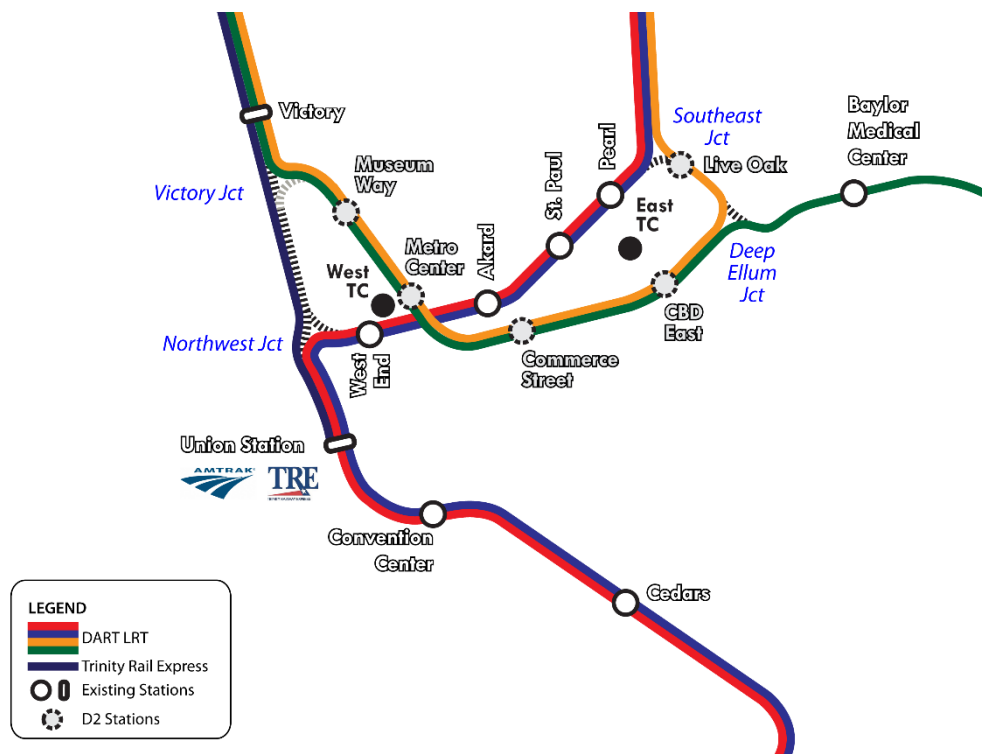 Victory
Museum
Way
Victory Jct
Metro
Center
West
TC
Akard
St. Paul
Pearl
East
TC
Southeast
Jct
Live Oak
Baylor
Medical
Center
Deep
Ellum
Jct
CBD
East
Commerce
Street
Northwest Jct
West
End
Union Station
AMTRAK
TRE
Convention
Center
Cedars
LEGEND
DART LRT
Trinity Rail Express
Existing Stations
D2 Stations